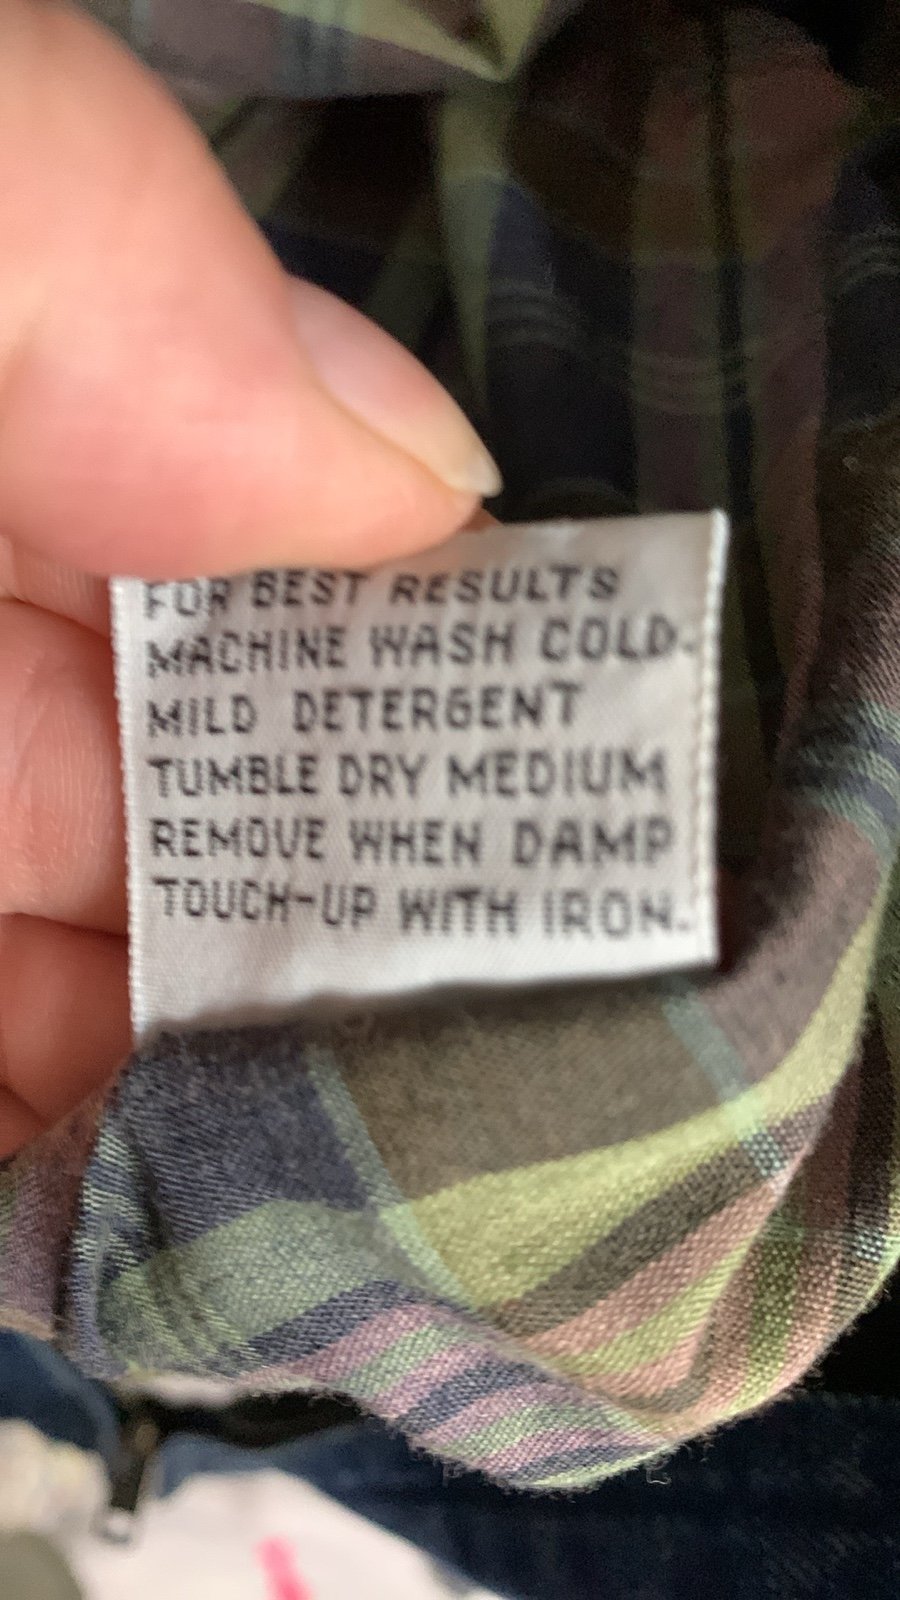 FOR BEST RESULTS
MACHINE WASH COLD.
MILD DETERGENT
TUMBLE DRY MEDIUM
REMOVE WHEN DAMP
TOUCH-UP WITH IRON.